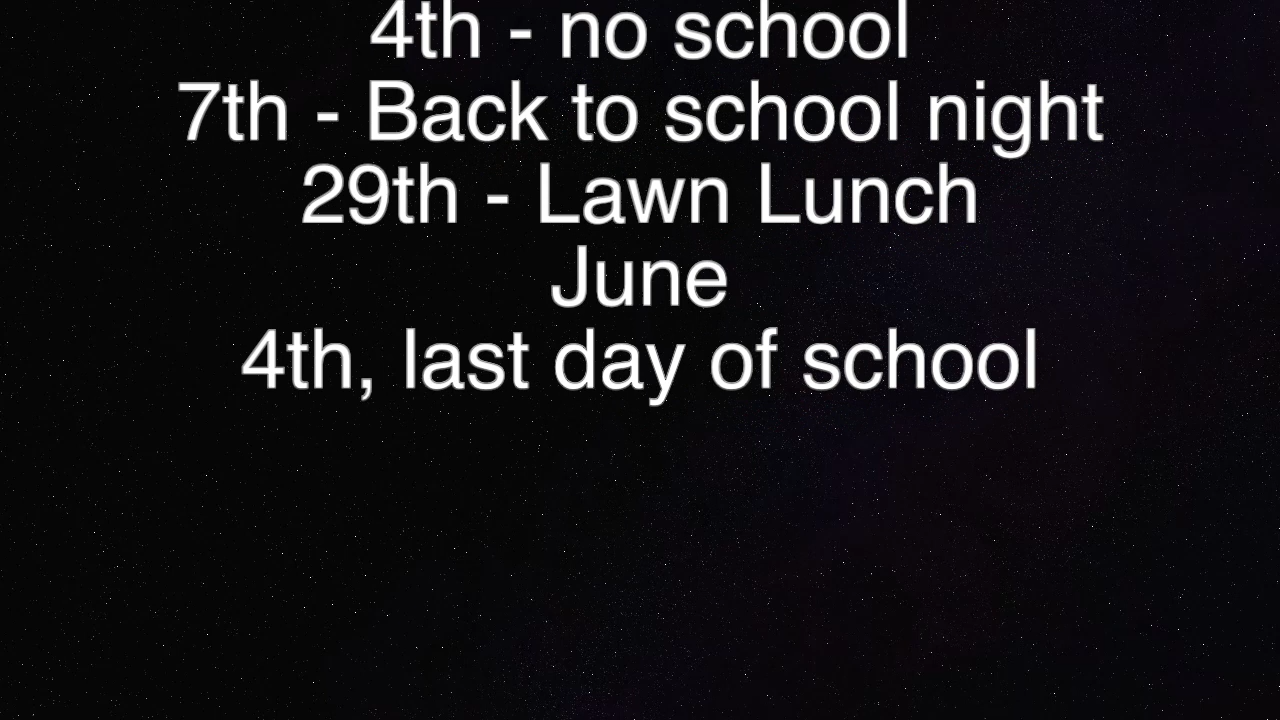 4th - no school
7th - Back to school night
29th - Lawn Lunch
June
4th, last day of school